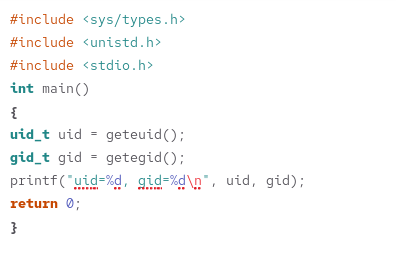 #include <sys/types.h>
#include <unistd.h>
#include <stdio.h>
int main()
{
uid_t uid = geteuid();
gid_t gid = getegid();
printf("uid=%d, gid=%d\n", uid, gid);
return 0;
}